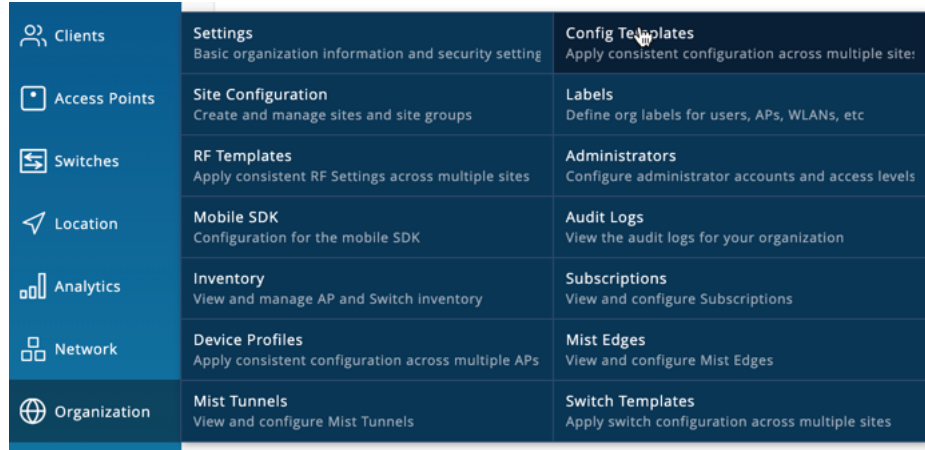 Clients
Access Points
Switches
Location
Analytics
Network
Organization
Settings
Basic organization information and security setting
Config Templates
Apply consistent configuration across multiple sites
Site Configuration
Create and manage sites and site groups
Labels
Define org labels for users, APs, WLANs, etc
RF Templates
Apply consistent RF Settings across multiple sites
Administrators
Configure administrator accounts and access levels
Mobile SDK
Configuration for the mobile SDK
Audit Logs
View the audit logs for your organization
Inventory
View and manage AP and Switch inventory
Subscriptions
View and configure Subscriptions
Device Profiles
Apply consistent configuration across multiple APs
Mist Edges
View and configure Mist Edges
Mist Tunnels
View and configure Mist Tunnels
Switch Templates
Apply switch configuration across multiple sites